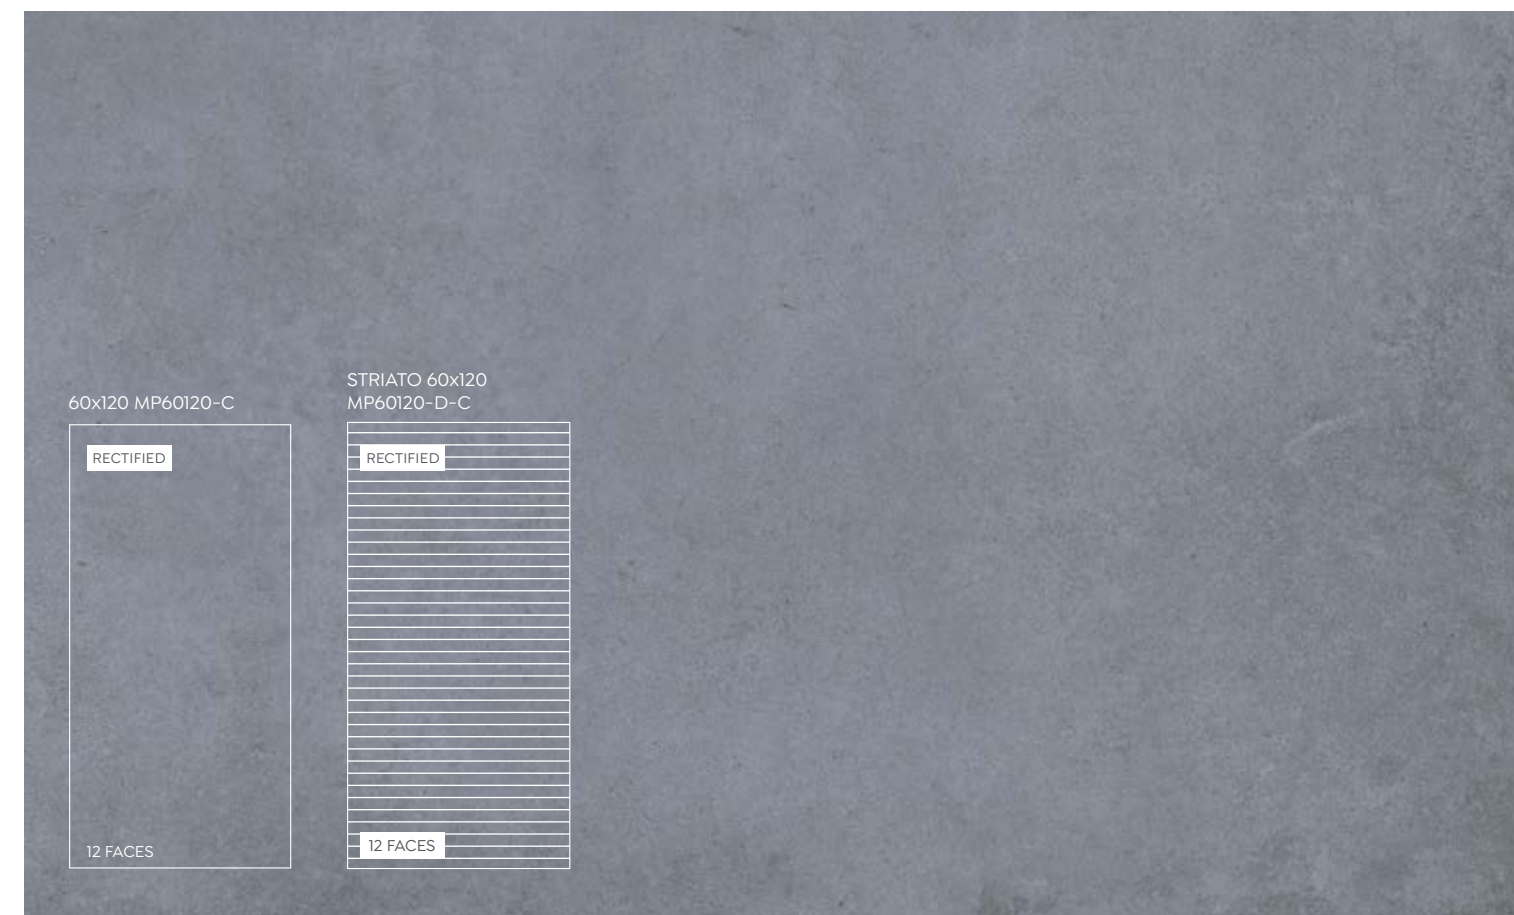 60x120 MP60120-C
RECTIFIED
12 FACES
STRIATO 60x120
MP60120-D-C
RECTIFIED
12 FACES